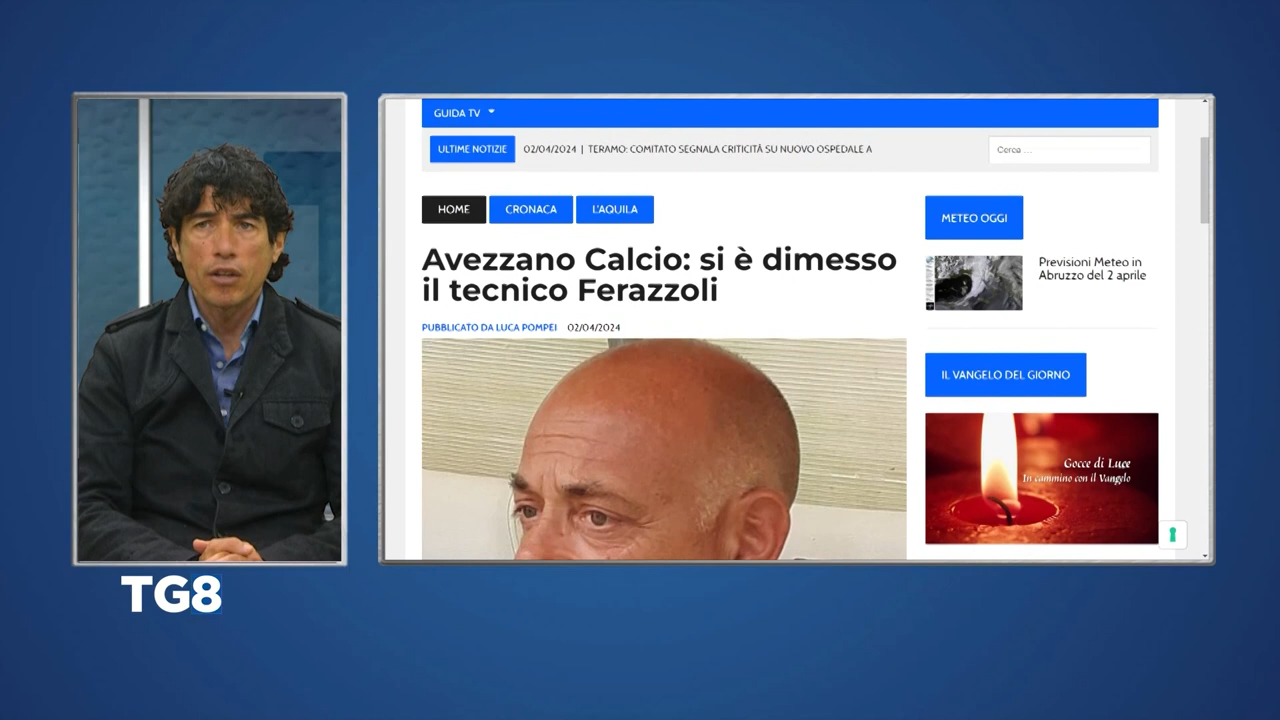 GUIDA TV
ULTIME NOTIZIE
02/04/2024 | TERAMO: COMITATO SEGNALA CRITICITÀ SU NUOVO OSPEDALE A
Cerca ...
HOME
CRONACA
L'AQUILA
METEO OGGI
Avezzano Calcio: si è dimesso
il tecnico Ferazzoli
Previsioni Meteo in
Abruzzo del 2 aprile
PUBBLICATO DA LUCA POMPEI 02/04/2024
IL VANGELO DEL GIORNO
Gocce di Luce
In cammino con il Vangelo
TG8